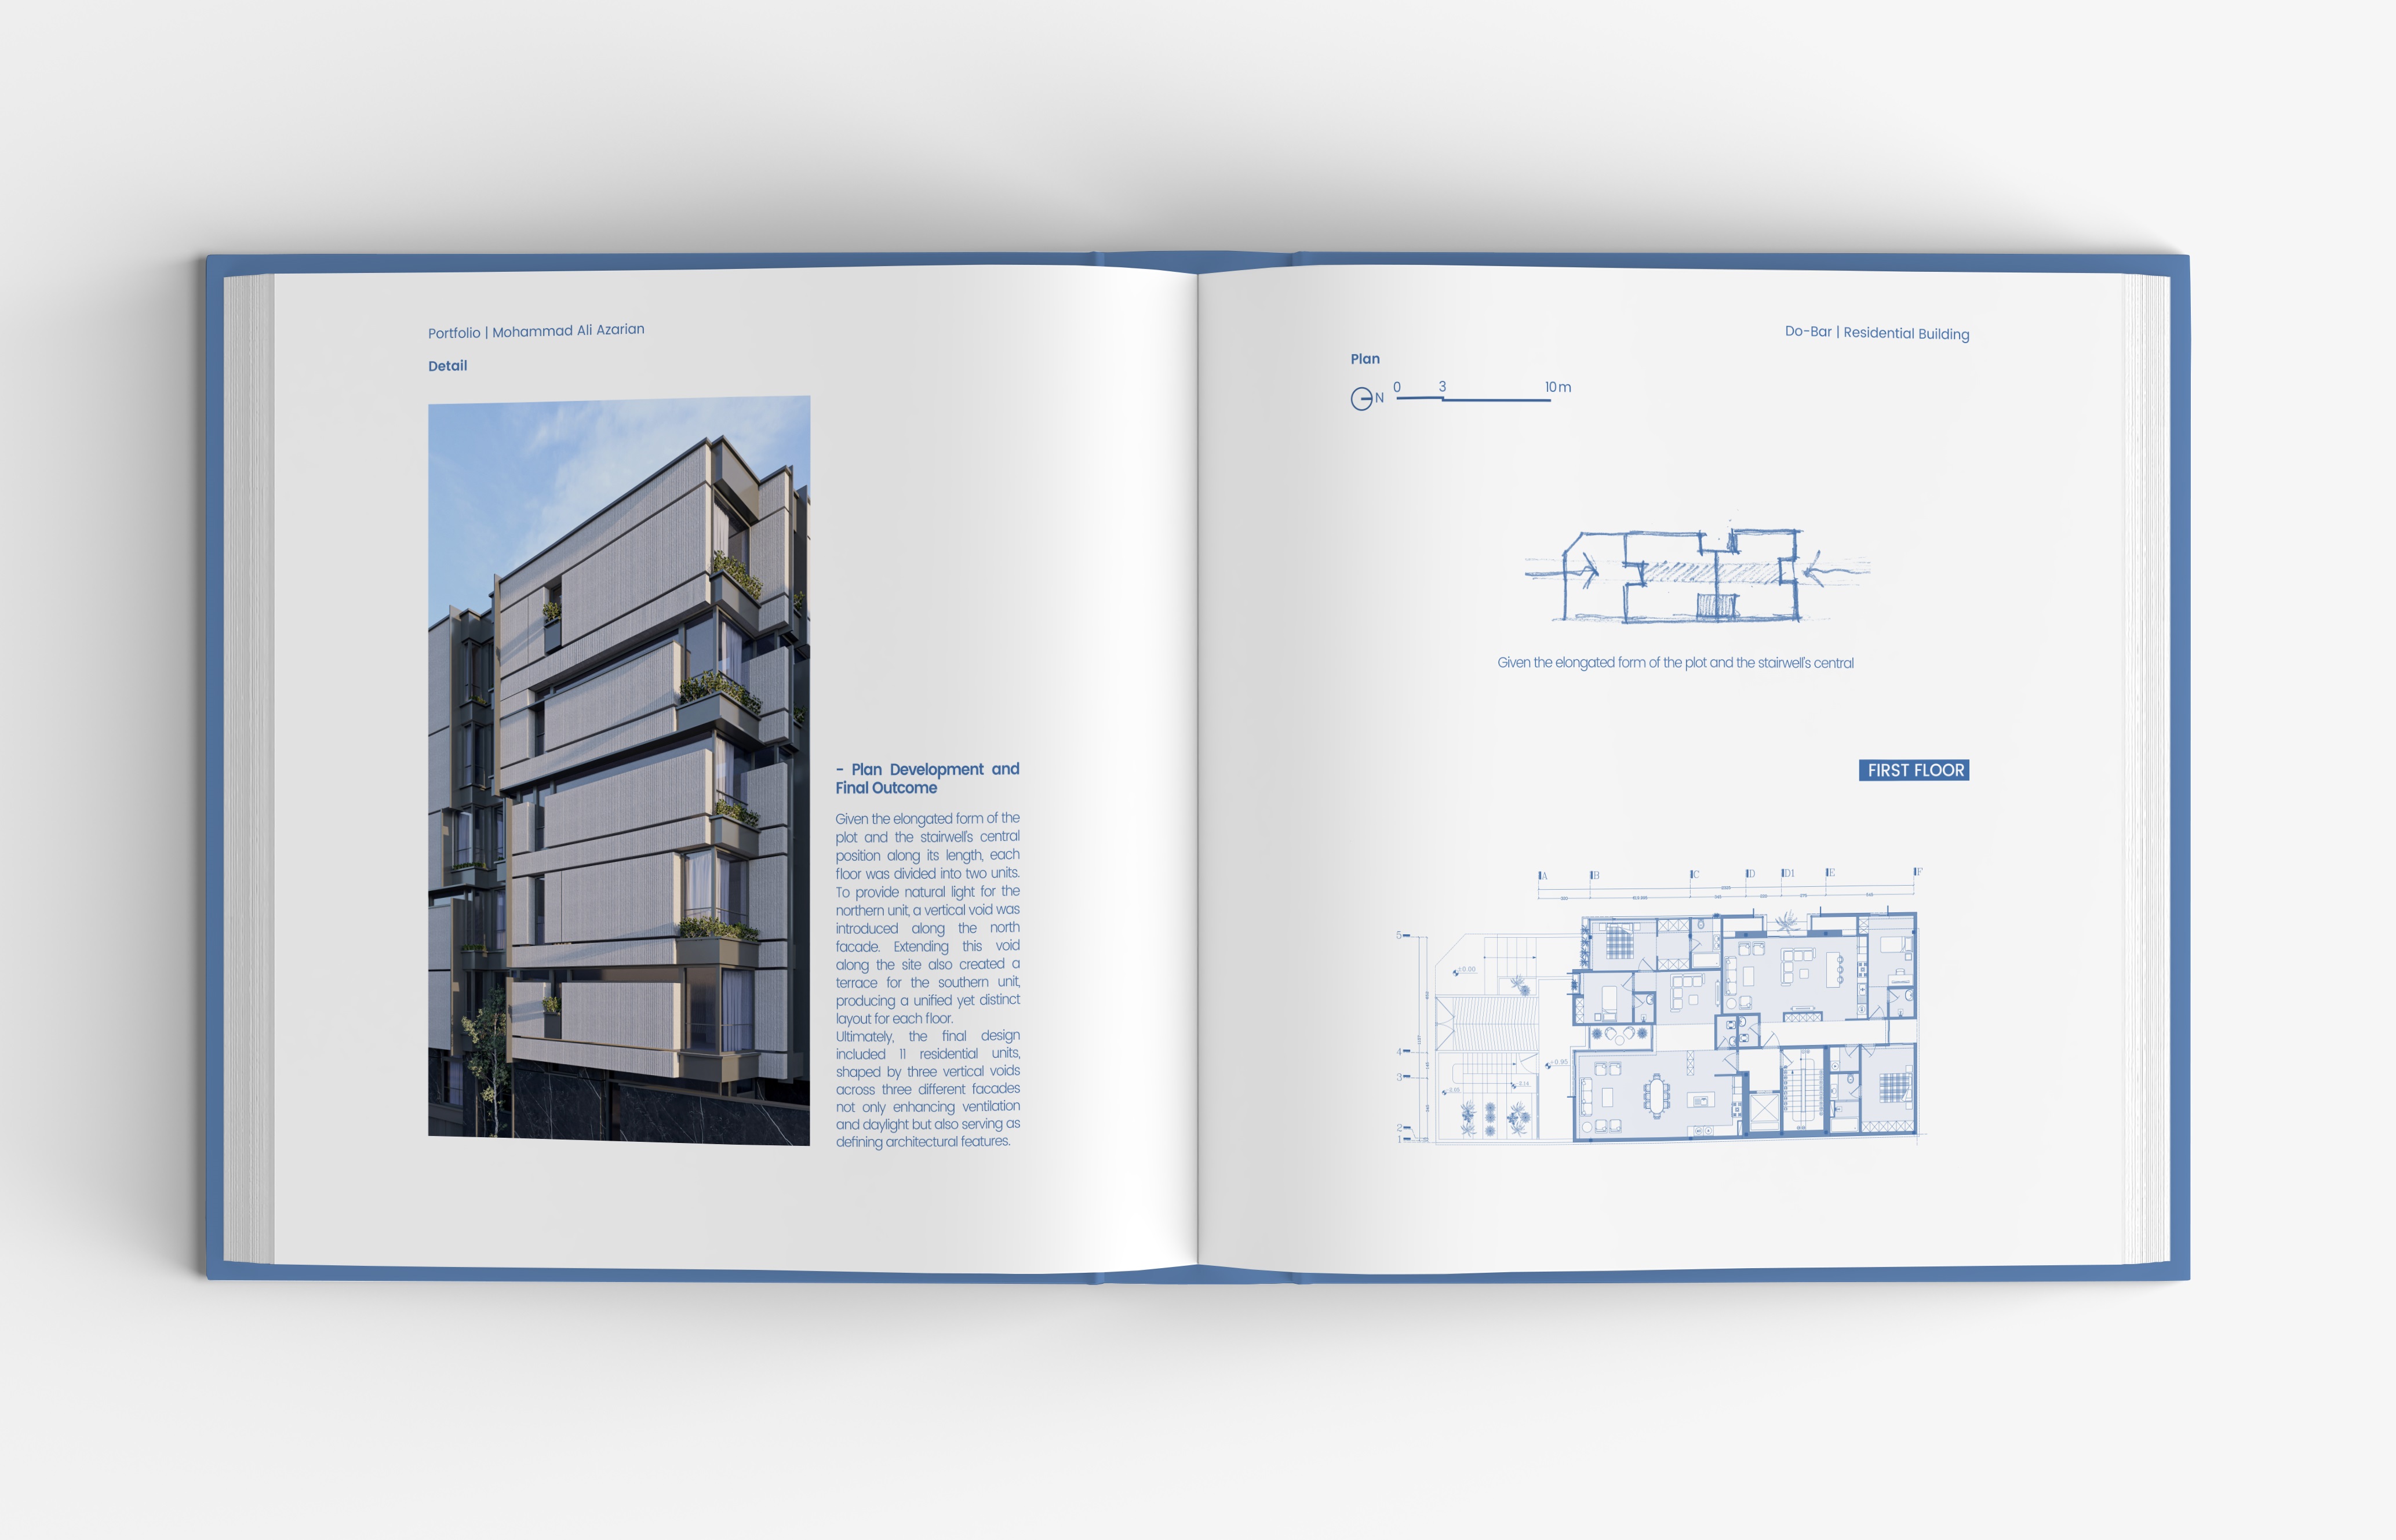 Portfolio | Mohammad Ali Azarian
Detail
- Plan Development and
Final Outcome
Given the elongated form of the
plot and the stairwell's central
position along its length, each
floor was divided into two units.
To provide natural light for the
northern unit, a vertical void was
introduced along the north
facade. Extending this void
along the site also created a
terrace for the southern unit,
producing a unified yet distinct
layout for each floor.
Ultimately, the final design
included 11 residential units,
shaped by three vertical voids
across three different facades
not only enhancing ventilation
and daylight but also serving as
defining architectural features.
Do-Bar | Residential Building
Plan
N 0 3 10m
Given the elongated form of the plot and the stairwell's central
FIRST FLOOR
A B C D D1 E F
5
±0.00
4
+0.95
3
2
1